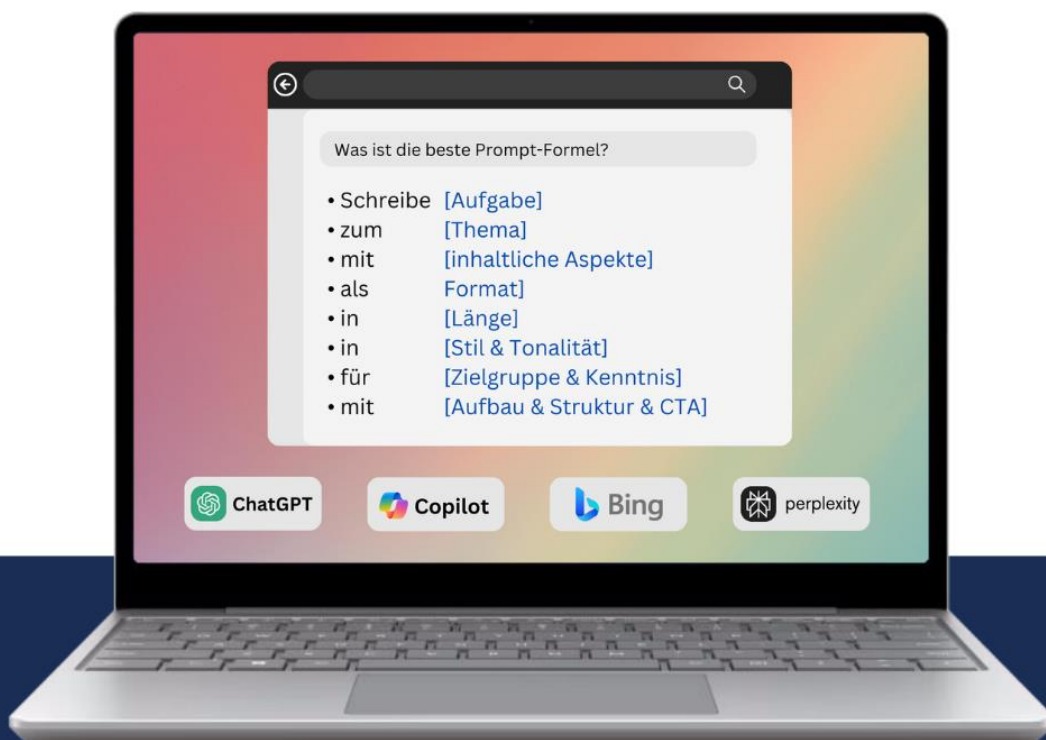 Was ist die beste Prompt-Formel?
• Schreibe [Aufgabe]
• zum [Thema]
• mit [inhaltliche Aspekte]
• als Format]
• in [Länge]
• in [Stil & Tonalität]
• für [Zielgruppe & Kenntnis]
• mit [Aufbau & Struktur & CTA]
ChatGPT Copilot Bing perplexity